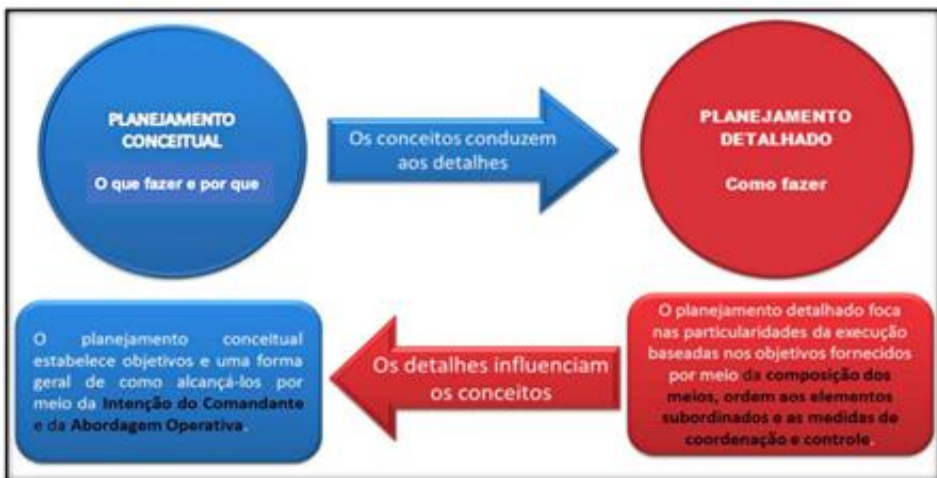 PLANEJAMENTO
CONCEITUAL
O que fazer e por que
Os conceitos conduzem
aos detalhes
PLANEJAMENTO
DETALHADO
Como fazer
O planejamento conceitual
estabelece objetivos e uma forma
geral de como alcançá-los por
meio da Intenção do Comandante
e da Abordagem Operativa.
Os detalhes influenciam
os conceitos
O planejamento detalhado foca
nas particularidades da execução
baseadas nos objetivos fornecidos
por meio da composição dos
meios, ordem aos elementos
subordinados e as medidas de
coordenação e controle.